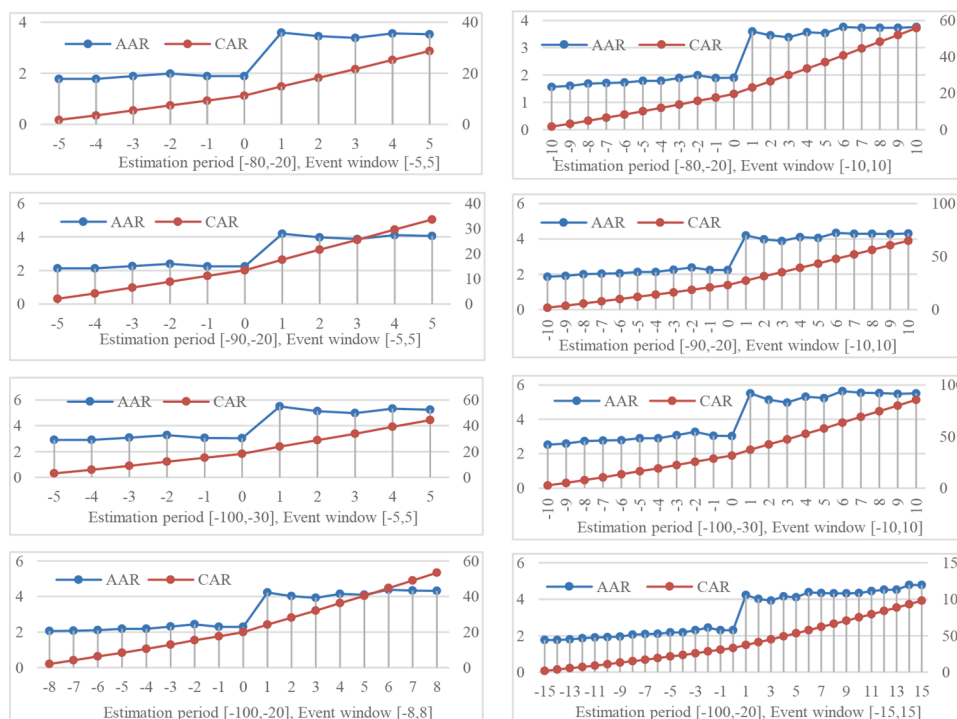 4 40
AAR CAR
2 20
0 0
-5 -4 -3 -2 -1 0 1 2 3 4 5
Estimation period [-80,-20], Event window [-5,5]
4 60
AAR CAR
3
40
2
20
1
0 0
-10 -9 -8 -7 -6 -5 -4 -3 -2 -1 0 1 2 3 4 5 6 7 8 9 10
Estimation period [-80,-20], Event window [-10,10]
6 40
AAR CAR
30
4
20
2
10
0 0
-5 -4 -3 -2 -1 0 1 2 3 4 5
Estimation period [-90,-20], Event window [-5,5]
6 100
AAR CAR
4
50
2
0 0
-10 -9 -8 -7 -6 -5 -4 -3 -2 -1 0 1 2 3 4 5 6 7 8 9 10
Estimation period [-90,-20], Event window [-10,10]
6 60
AAR CAR
4 40
2 20
0 0
-5 -4 -3 -2 -1 0 1 2 3 4 5
Estimation period [-100,-30], Event window [-5,5]
6 100
AAR CAR
4
50
2
0 0
-10 -9 -8 -7 -6 -5 -4 -3 -2 -1 0 1 2 3 4 5 6 7 8 9 10
Estimation period [-100,-30], Event window [-10,10]
6 60
AAR CAR
4 40
2 20
0 0
-8 -7 -6 -5 -4 -3 -2 -1 0 1 2 3 4 5 6 7 8
Estimation period [-100,-20], Event window [-8,8]
6 15
AAR CAR
4 10
2 50
0 0
-15 -13 -11 -9 -7 -5 -3 -1 1 3 5 7 9 11 13 15
Estimation period [-100,-20], Event window [-15,15]